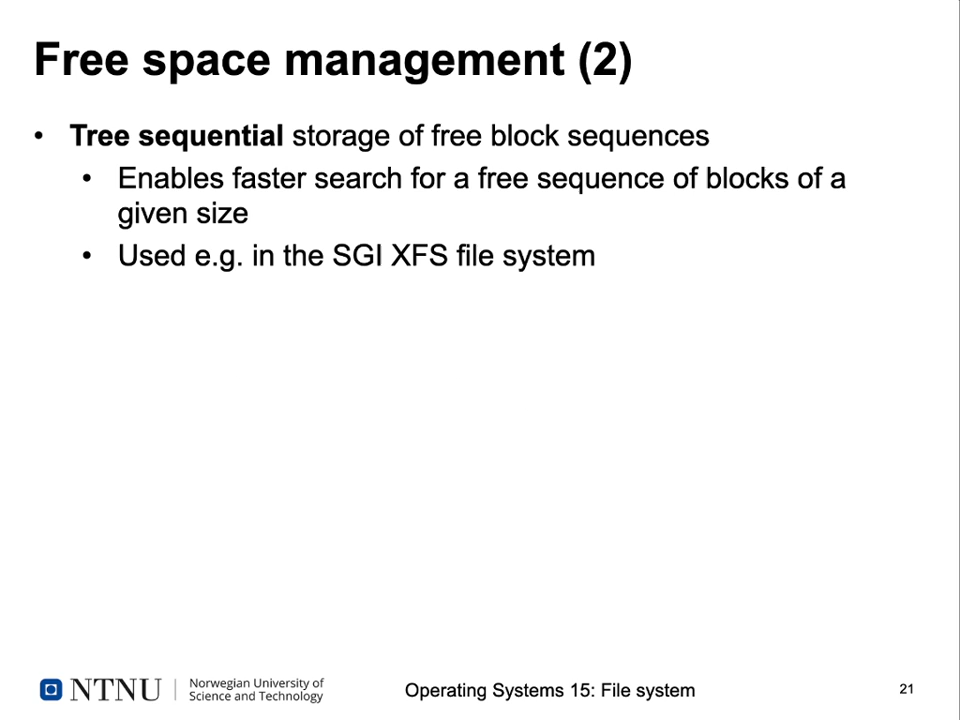 Free space management (2)
• Tree sequential storage of free block sequences
• Enables faster search for a free sequence of blocks of a
given size
• Used e.g. in the SGI XFS file system
NTNU
Norwegian University of
Science and Technology
Operating Systems 15: File system
21